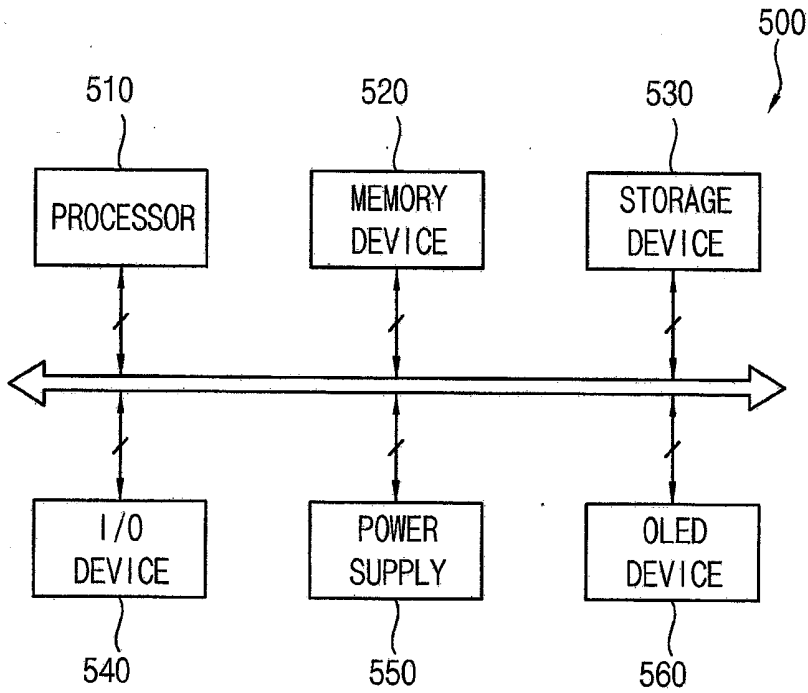 500
510
520
530
PROCESSOR
MEMORY
DEVICE
STORAGE
DEVICE
I/O
DEVICE
POWER
SUPPLY
OLED
DEVICE
540
550
560